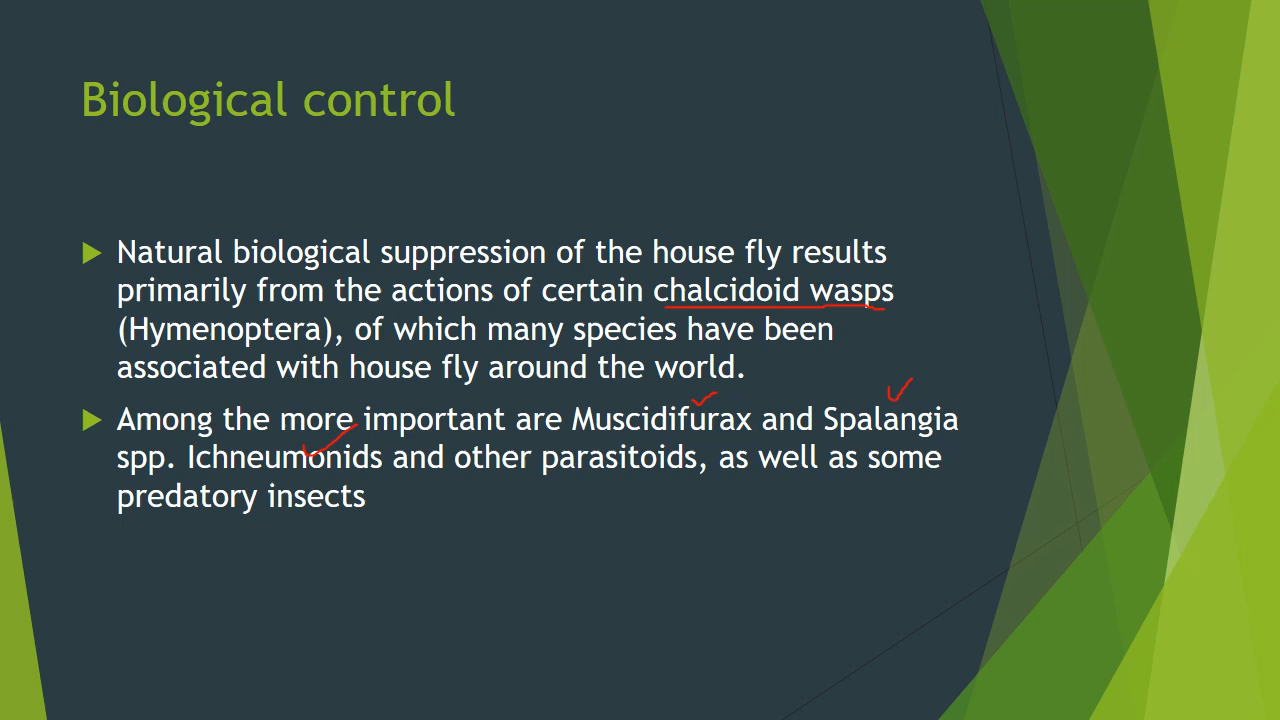 Biological control
Natural biological suppression of the house fly results
primarily from the actions of certain chalcidoid wasps
(Hymenoptera), of which many species have been
associated with house fly around the world.
Among the more important are Muscidifurax and Spalangia
spp. Ichneumonids and other parasitoids, as well as some
predatory insects